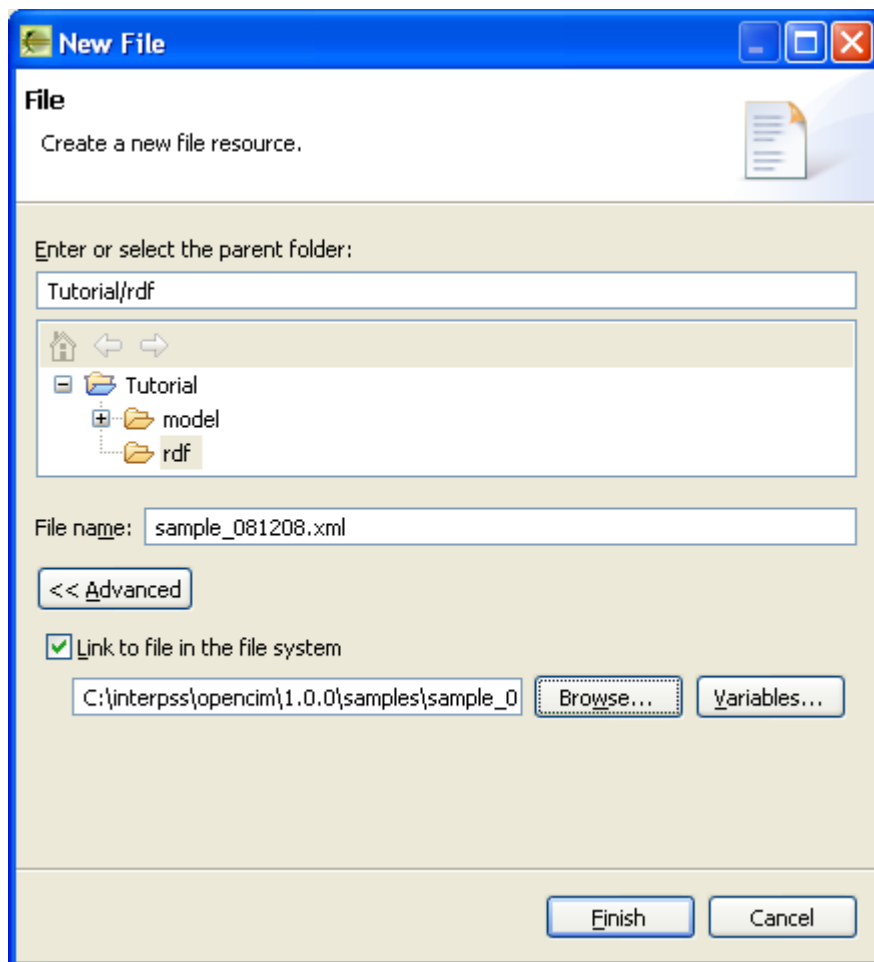 New File
File
Create a new file resource.
Enter or select the parent folder:
Tutorial/rdf
Tutorial
model
rdf
File name: sample_081208.xml
<< Advanced
Link to file in the file system
C:\interpss\opencim\1.0.0\samples\sample_0 Browse... Variables...
Finish Cancel